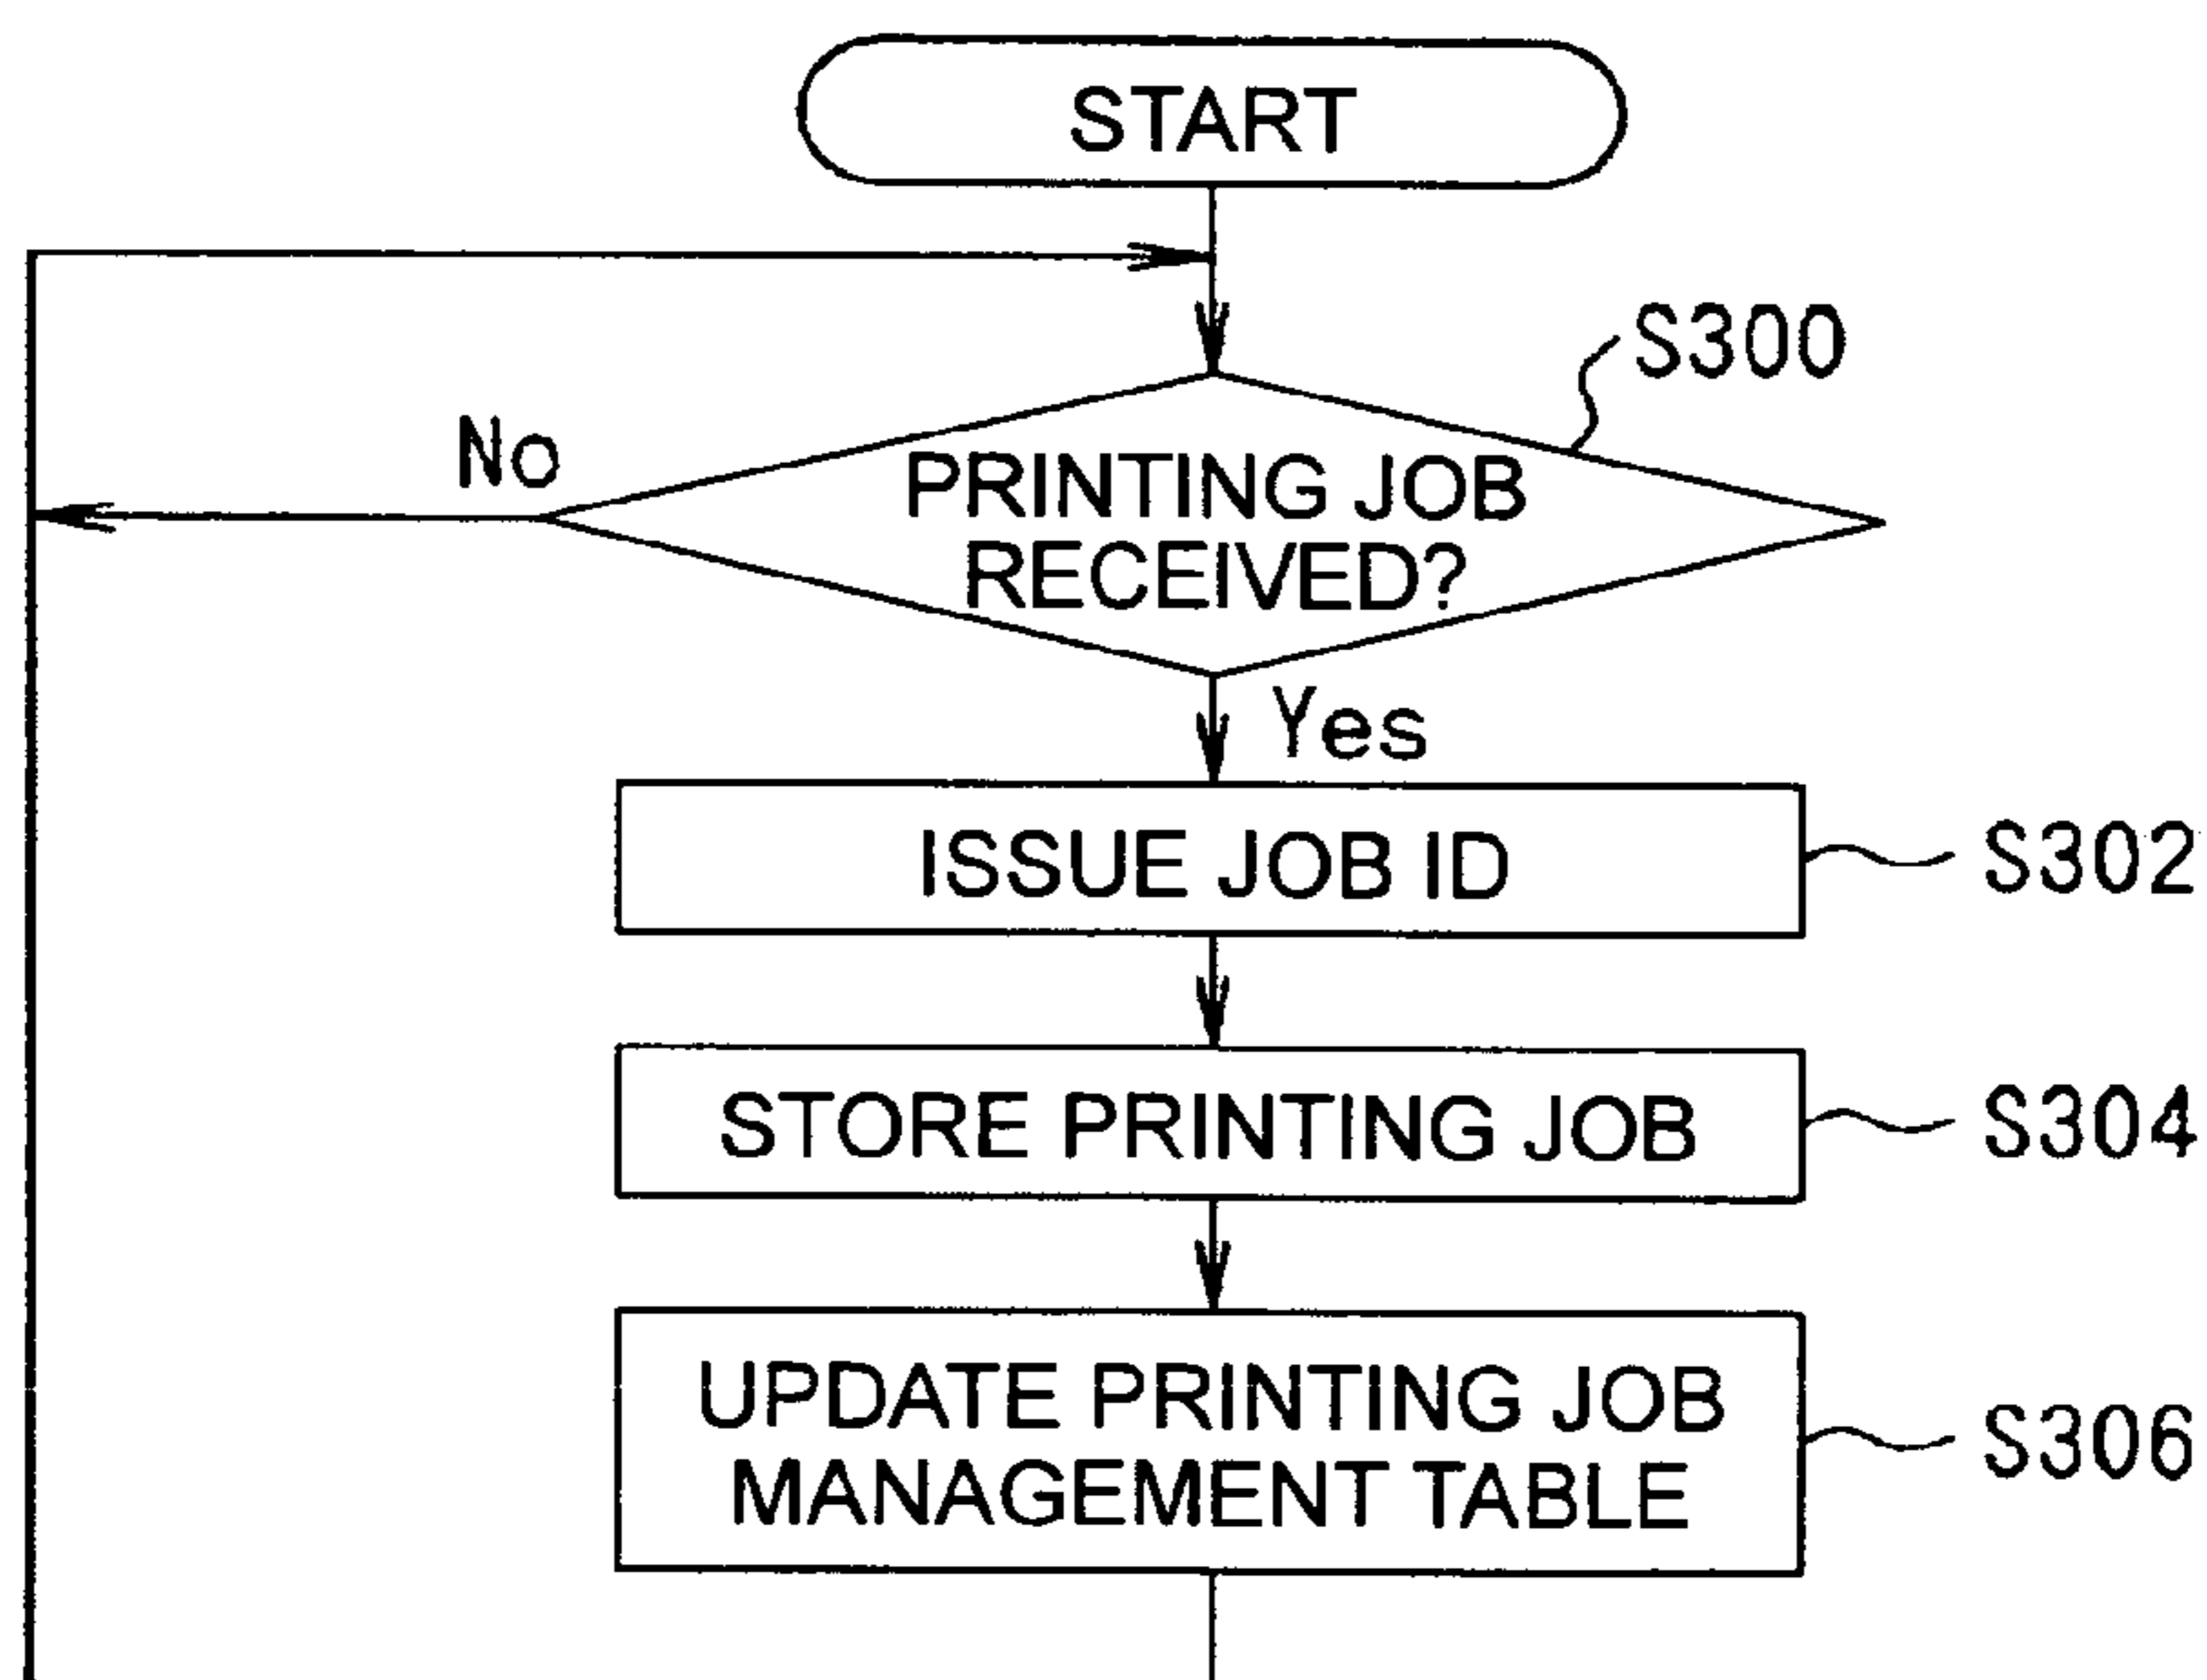 START
S300
No
PRINTING JOB
RECEIVED?
Yes
ISSUE JOB ID
S302
STORE PRINTING JOB
S304
UPDATE PRINTING JOB
MANAGEMENT TABLE
S306